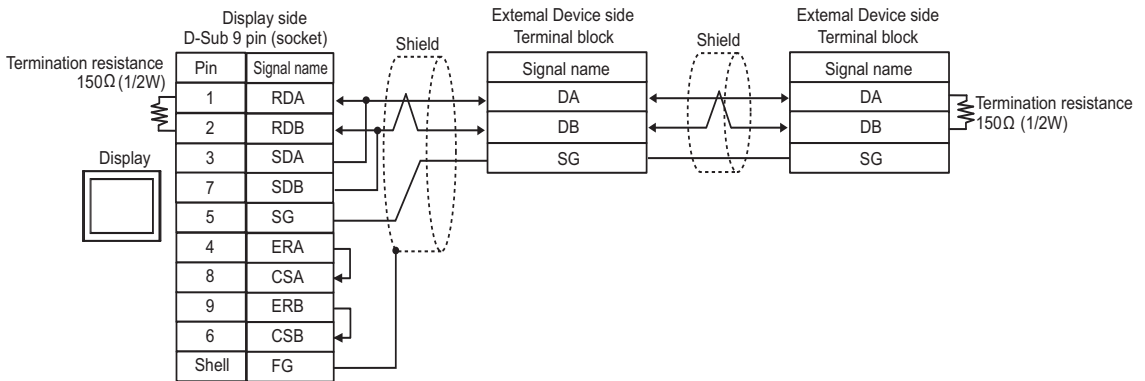 Display side
D-Sub 9 pin (socket)
Termination resistance
150Ω (1/2W)
Pin Signal name
1 RDA
2 RDB
3 SDA
7 SDB
5 SG
4 ERA
8 CSA
9 ERB
6 CSB
Shell FG
Display
Shield
External Device side
Terminal block
Signal name
DA
DB
SG
Shield
External Device side
Terminal block
Signal name
DA
DB
SG
Termination resistance
150Ω (1/2W)